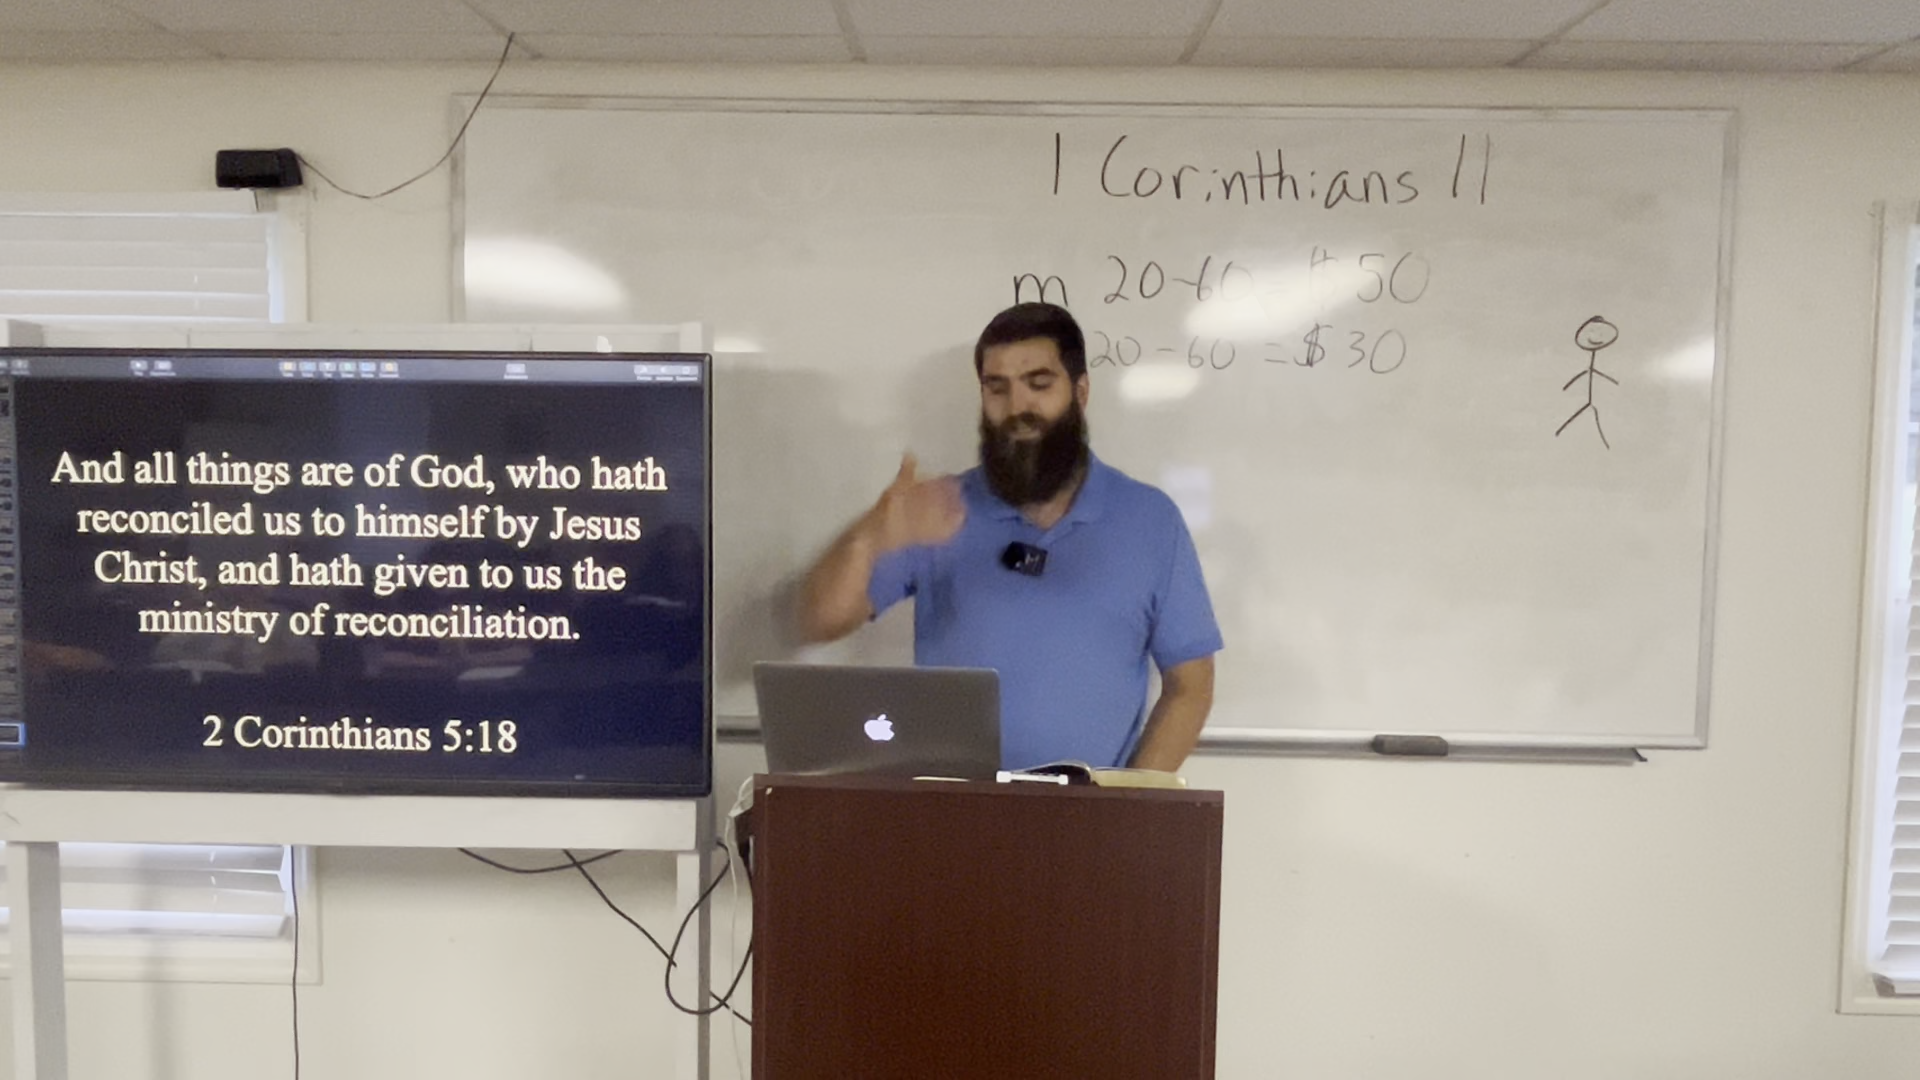 1 Corinthians 11
m 20-60 = $50
20-60 = $30
And all things are of God, who hath
reconciled us to himself by Jesus
Christ, and hath given to us the
ministry of reconciliation.
2 Corinthians 5:18